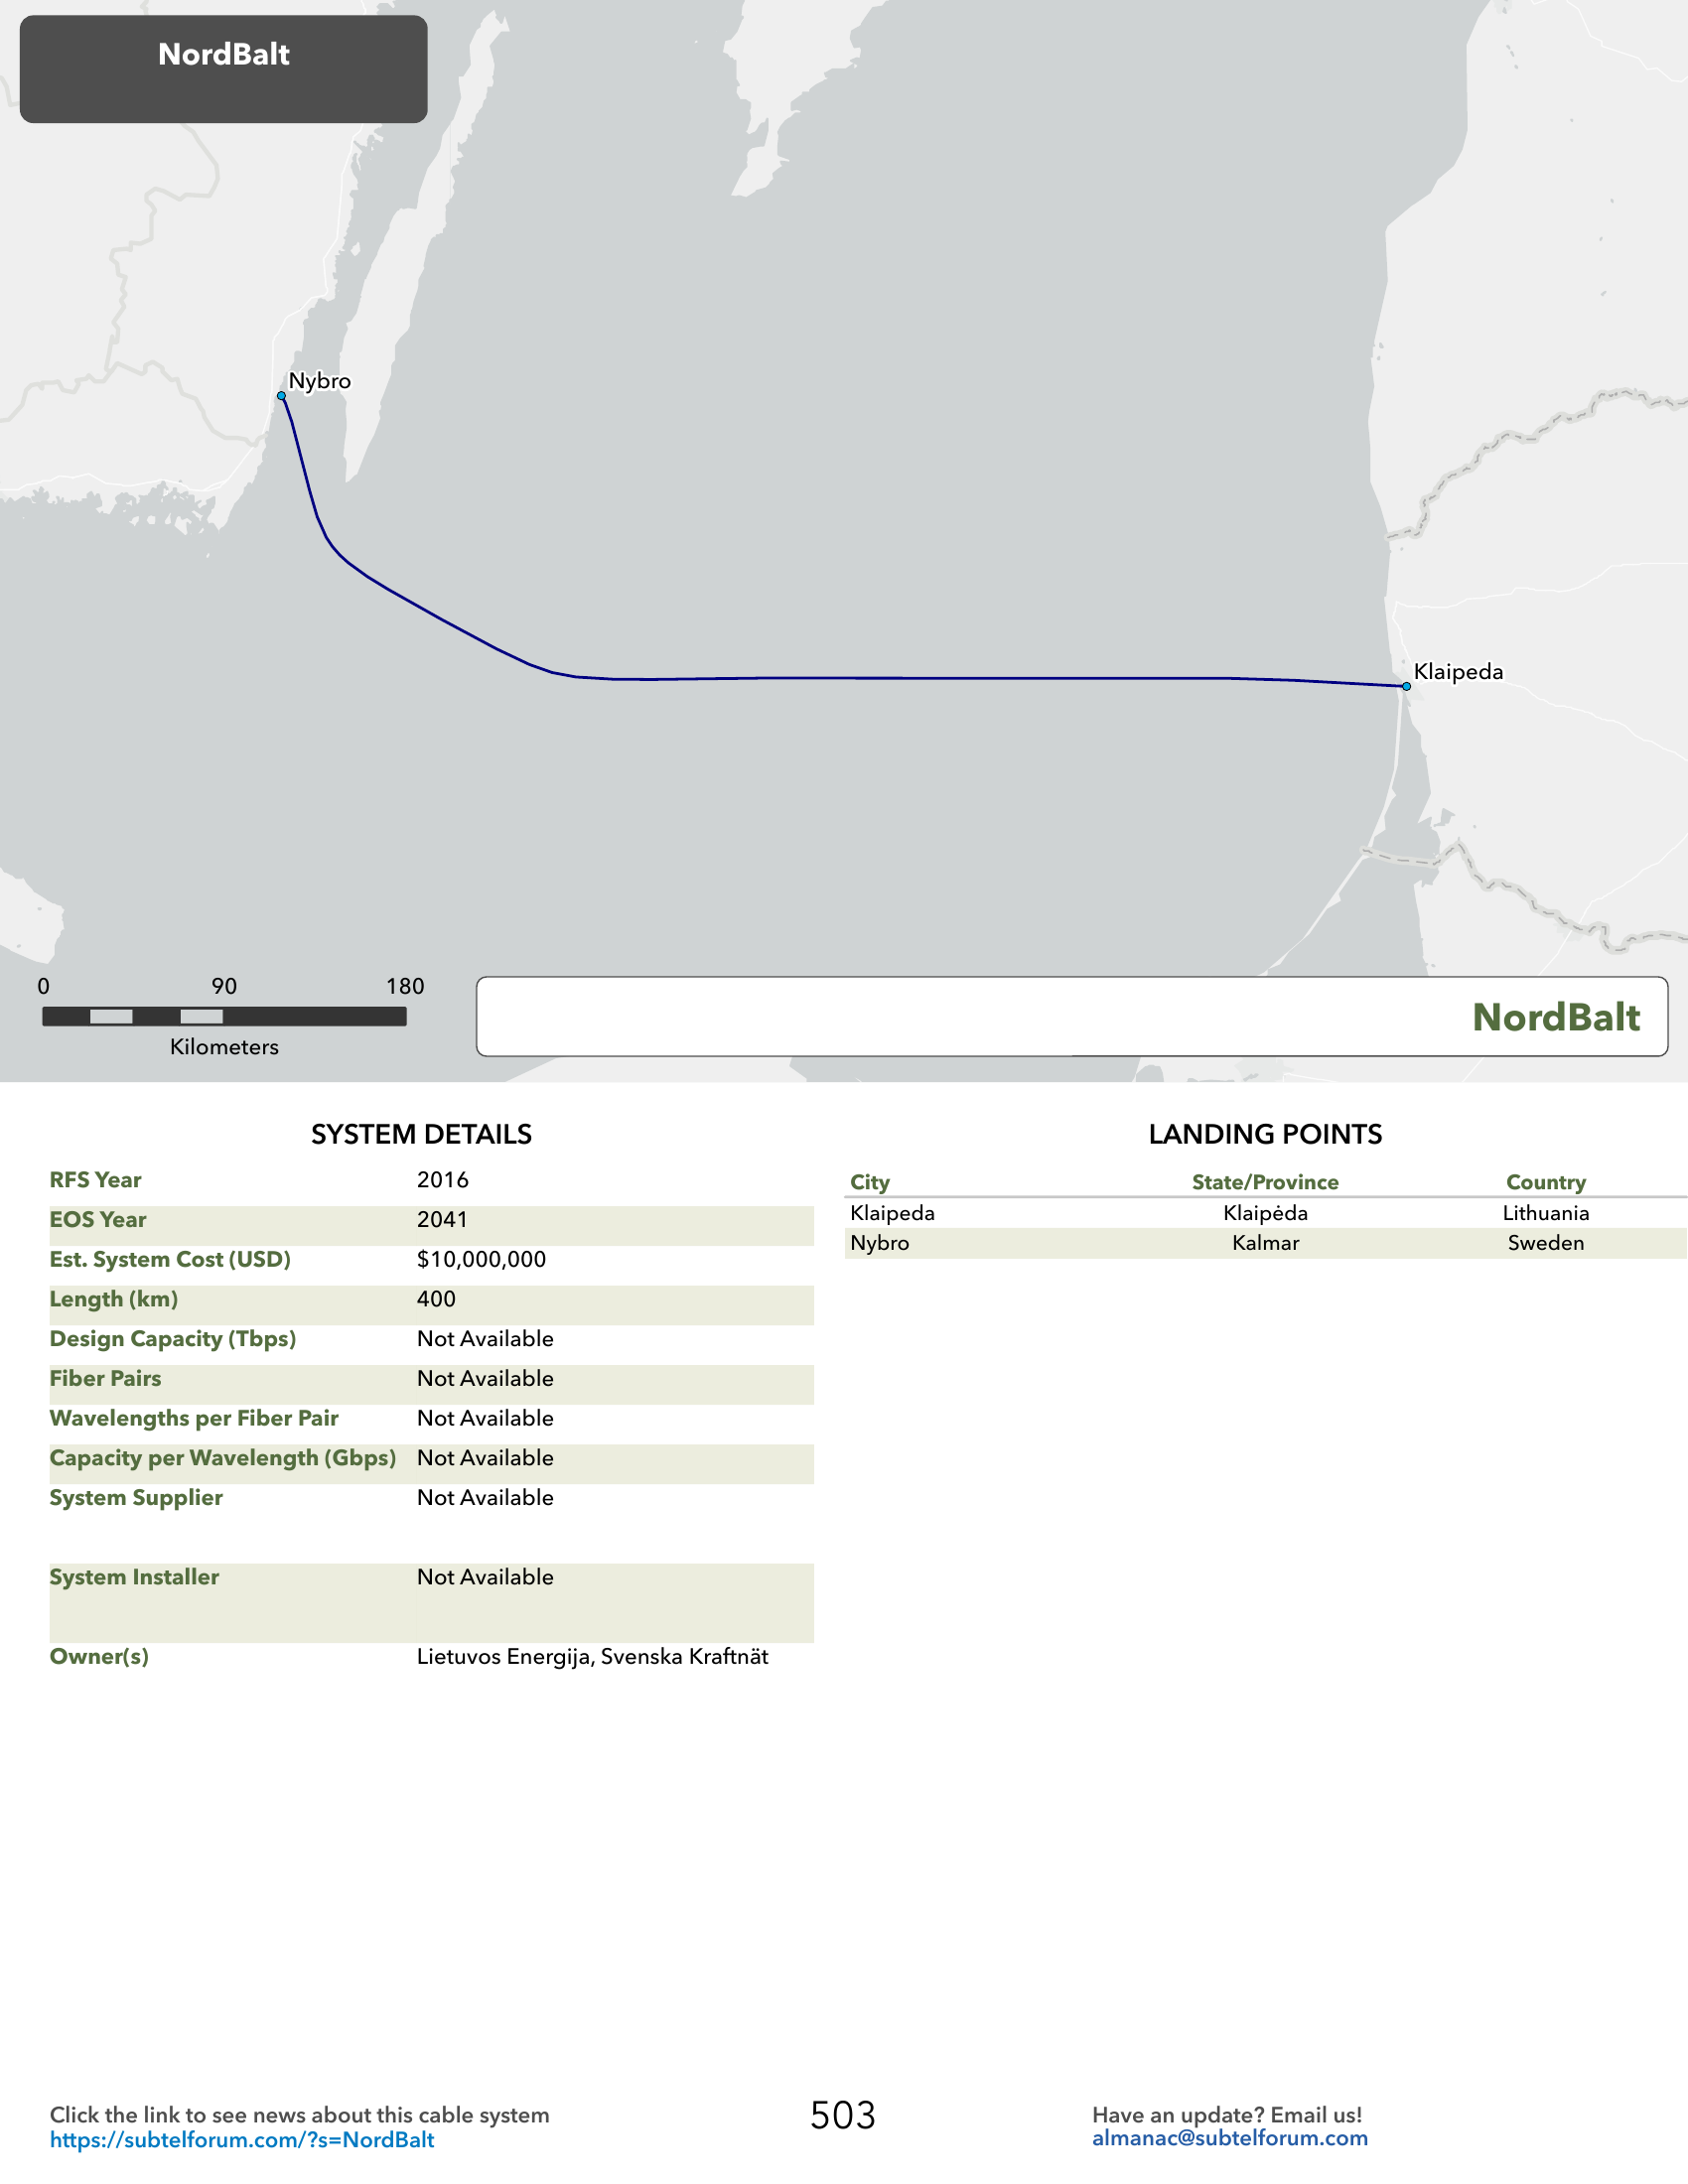 NordBalt
Nybro
Klaipeda
0 90 180
Kilometers
NordBalt
SYSTEM DETAILS
RFS Year 2016
EOS Year 2041
Est. System Cost (USD) $10,000,000
Length (km) 400
Design Capacity (Tbps) Not Available
Fiber Pairs Not Available
Wavelengths per Fiber Pair Not Available
Capacity per Wavelength (Gbps) Not Available
System Supplier Not Available
System Installer Not Available
Owner(s) Lietuvos Energija, Svenska Kraftnät
LANDING POINTS
City State/Province Country
Klaipeda Klaipėda Lithuania
Nybro Kalmar Sweden
Click the link to see news about this cable system
https://subtelforum.com/?s=NordBalt
503
Have an update? Email us!
almanac@subtelforum.com